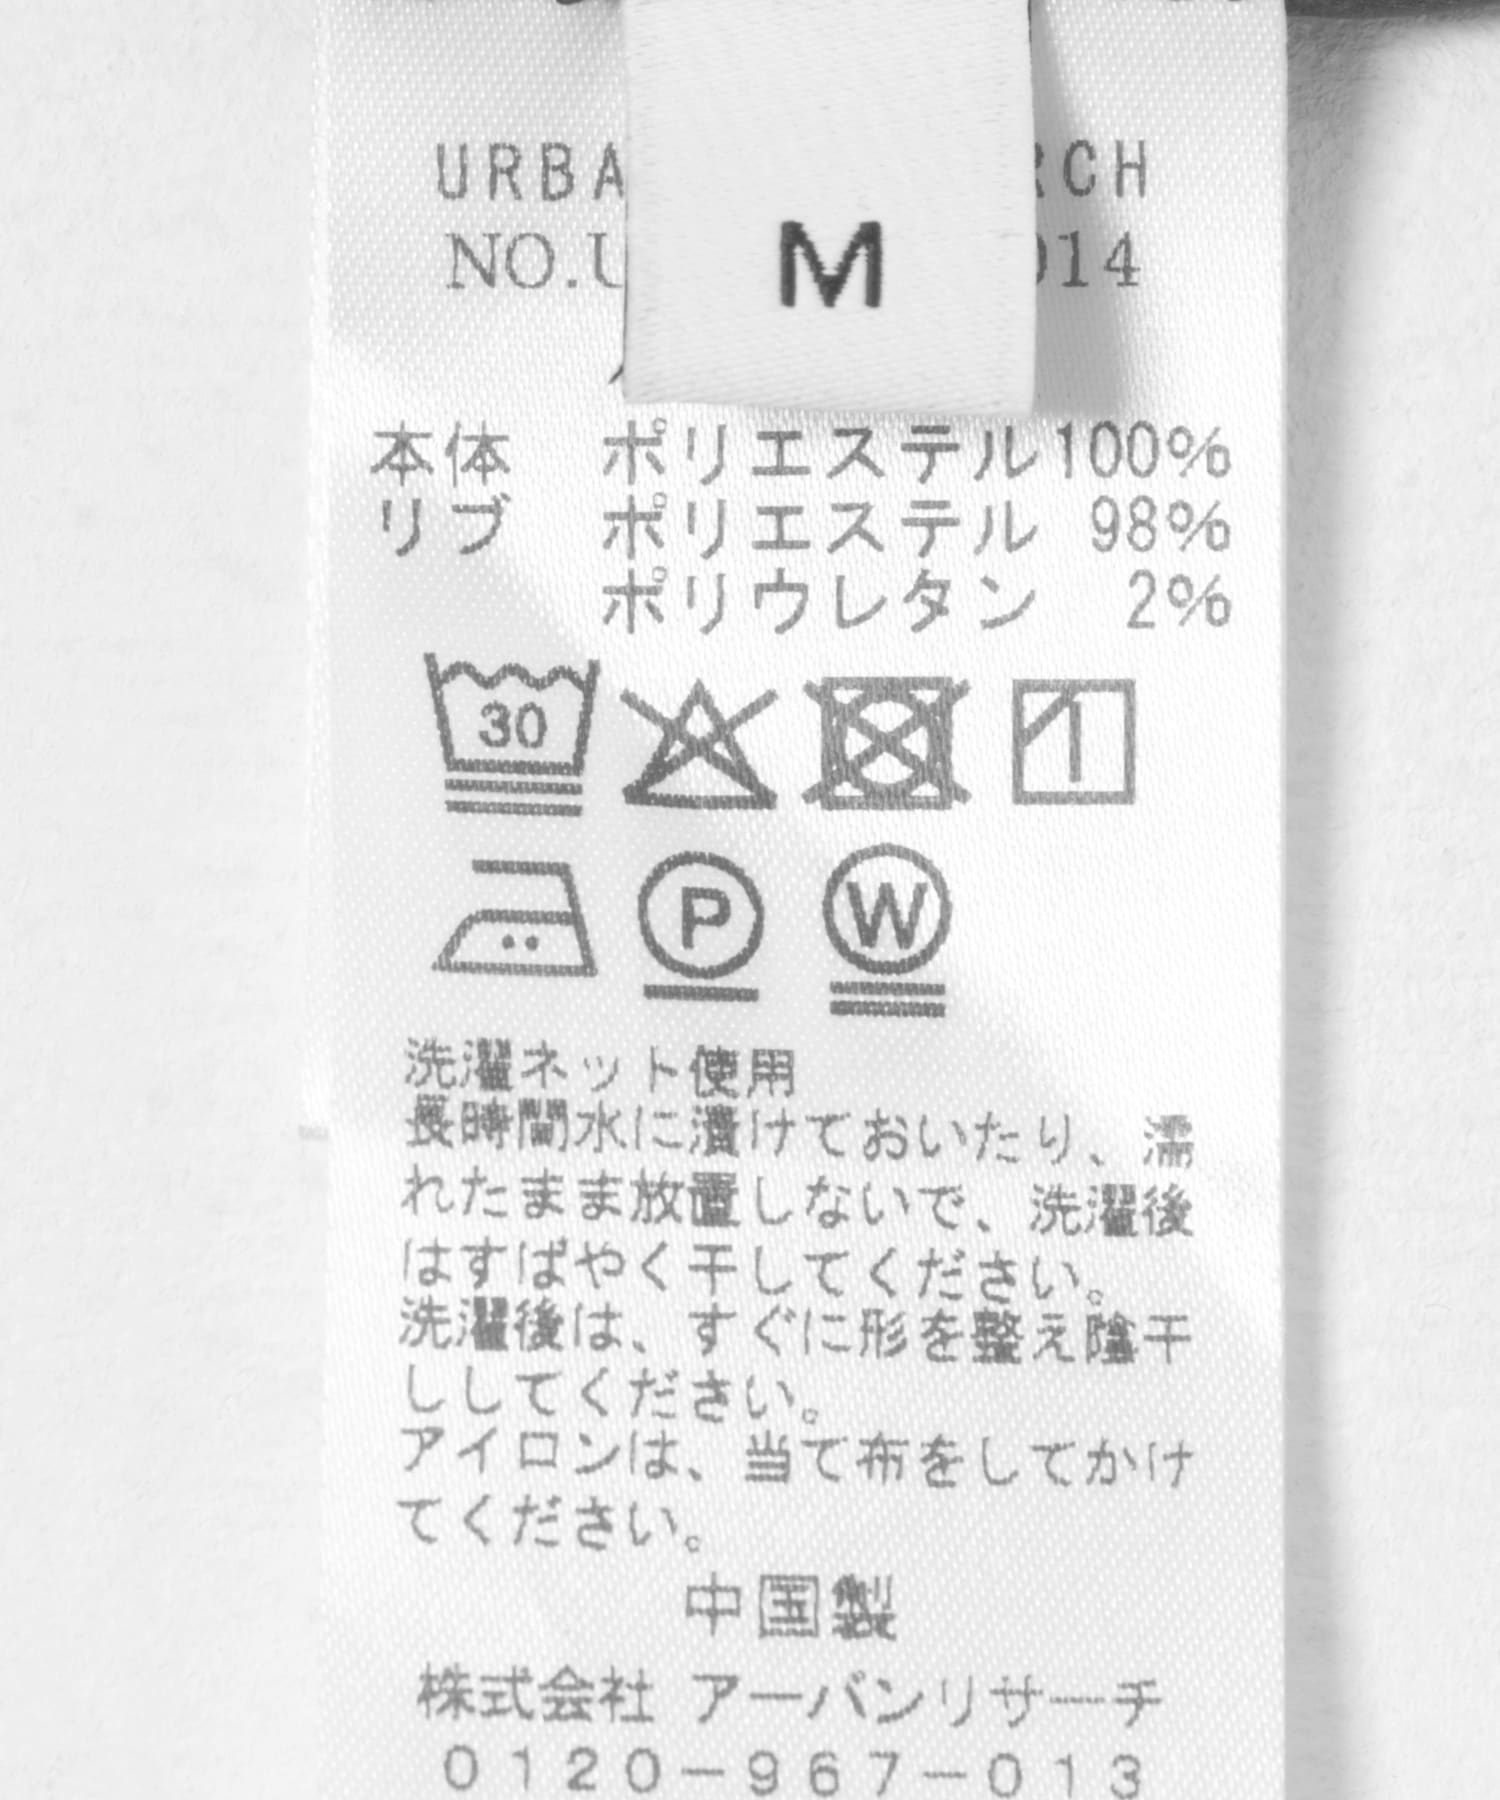 URBA M RCH
NO.U 014
本体 ポリエステル100%
リブ ポリエステル 98%
ポリウレタン 2%
30
P W
洗濯ネット使用
長時間水に漬けておいたり、濡
れたまま放置しないで、洗濯後
はすばやく干してください。
洗濯後は、すぐに形を整え陰干
ししてください。
アイロンは、当て布をしてかけ
てください。
中国製
株式会社 アーバンリサーチ
0120-967-013